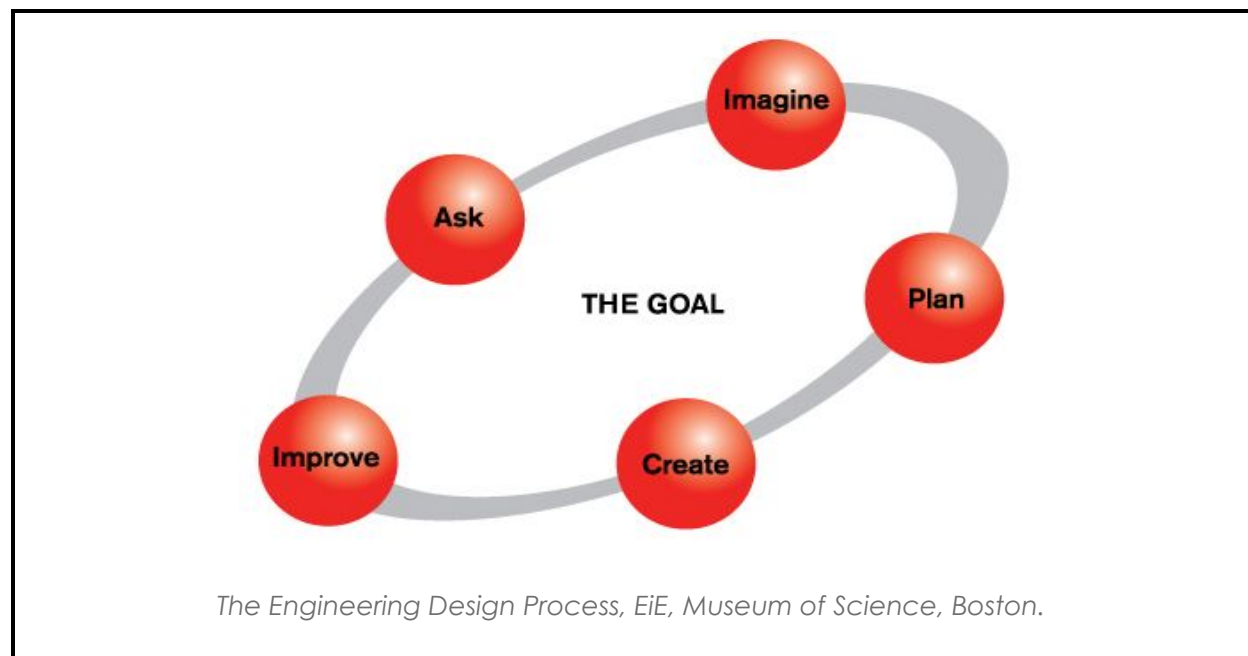 Imagine
Ask
THE GOAL
Plan
Improve
Create
The Engineering Design Process, EiE, Museum of Science, Boston.